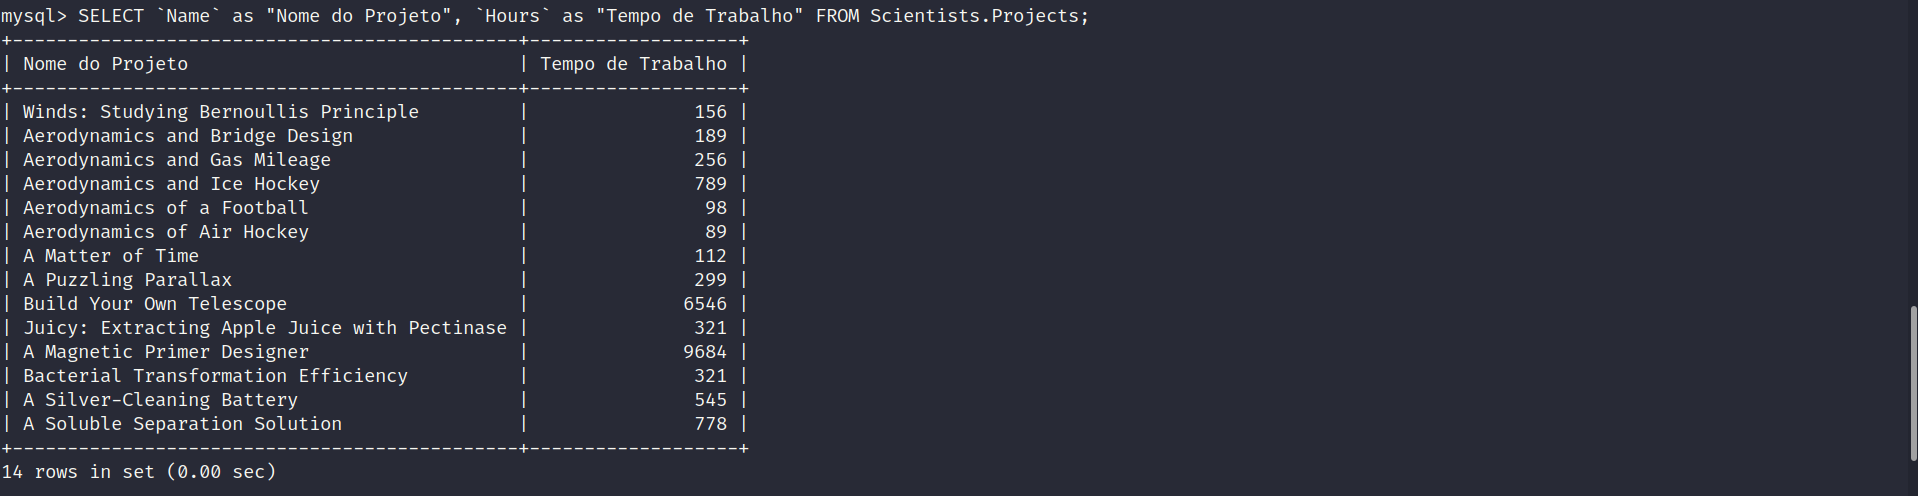 mysql> SELECT `Name` as "Nome do Projeto", `Hours` as "Tempo de Trabalho" FROM Scientists.Projects;
+----------------------------------------------+-------------------+
| Nome do Projeto                              | Tempo de Trabalho |
+----------------------------------------------+-------------------+
| Winds: Studying Bernoullis Principle         |               156 |
| Aerodynamics and Bridge Design               |               189 |
| Aerodynamics and Gas Mileage                 |               256 |
| Aerodynamics and Ice Hockey                  |               789 |
| Aerodynamics of a Football                   |                98 |
| Aerodynamics of Air Hockey                   |                89 |
| A Matter of Time                             |               112 |
| A Puzzling Parallax                          |               299 |
| Build Your Own Telescope                     |              6546 |
| Juicy: Extracting Apple Juice with Pectinase |               321 |
| A Magnetic Primer Designer                   |              9684 |
| Bacterial Transformation Efficiency          |               321 |
| A Silver-Cleaning Battery                    |               545 |
| A Soluble Separation Solution                |               778 |
+----------------------------------------------+-------------------+
14 rows in set (0.00 sec)